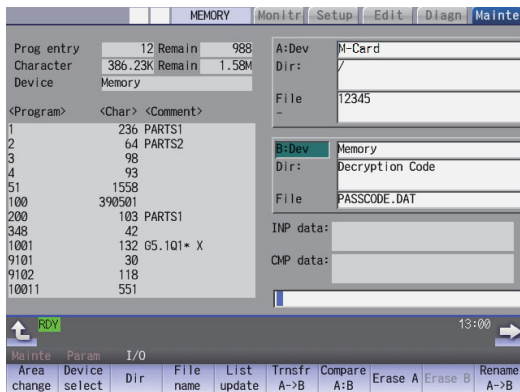 MEMORY Monitr Setup Edit Diagn Mainte
Prog entry 12 Remain 988
Character 386.23K Remain 1.58M
Device Memory
<Program> <Char> <Comment>
1 236 PARTS1
2 64 PARTS2
3 98
4 93
51 1558
100 390501
200 103 PARTS1
348 42
1001 132 G5.1Q1* X
9101 30
9102 118
10011 551
A:Dev M-Card
Dir: /
File 12345
-
B:Dev Memory
Dir: Decryption Code
File PASSCODE.DAT
INP data:
CMP data:
RDY 13:00
Mainte Param I/O
Area change Device select Dir File name List update Trnsfr A->B Compare A:B Erase A Erase B Rename A->B